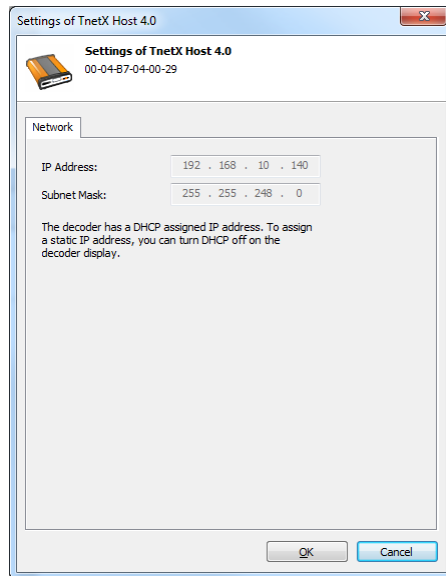 Settings of TnetX Host 4.0
Settings of TnetX Host 4.0
00-04-B7-04-00-29
Network
IP Address: 192 . 168 . 10 . 140
Subnet Mask: 255 . 255 . 248 . 0
The decoder has a DHCP assigned IP address. To assign
a static IP address, you can turn DHCP off on the
decoder display.
OK Cancel